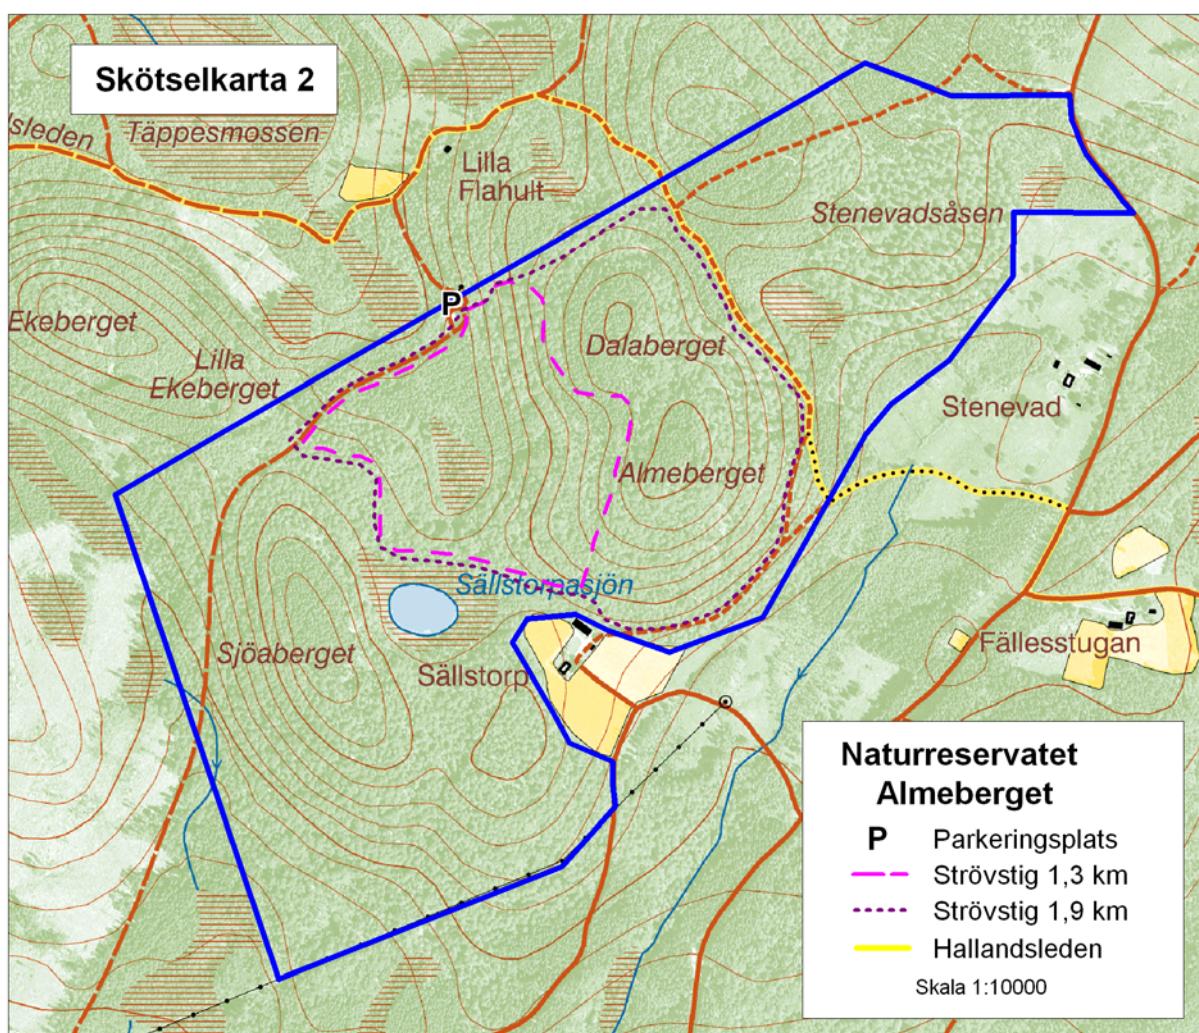 Skötselkarta 2
lsleden
Täppesmossen
Lilla
Flahult
Stenevadsåsen
P
Ekeberget
Dalaberget
Lilla
Ekeberget
Stenevad
Almeberget
Sällstorpasjön
Sjöaberget
Sällstorp
Fällesstugan
Naturreservatet
Almeberget
P Parkeringsplats
Strövstig 1,3 km
Strövstig 1,9 km
Hallandsleden
Skala 1:10000